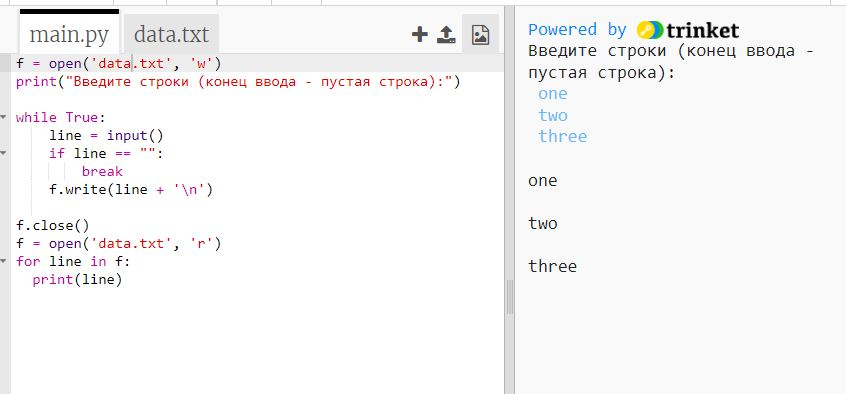 main.py data.txt
f = open('data.txt', 'w')
print("Введите строки (конец ввода - пустая строка):")
while True:
line = input()
if line == "":
break
f.write(line + '\n')
f.close()
f = open('data.txt', 'r')
for line in f:
print(line)
Powered by trinket
Введите строки (конец ввода -
пустая строка):
one
two
three
one
two
three